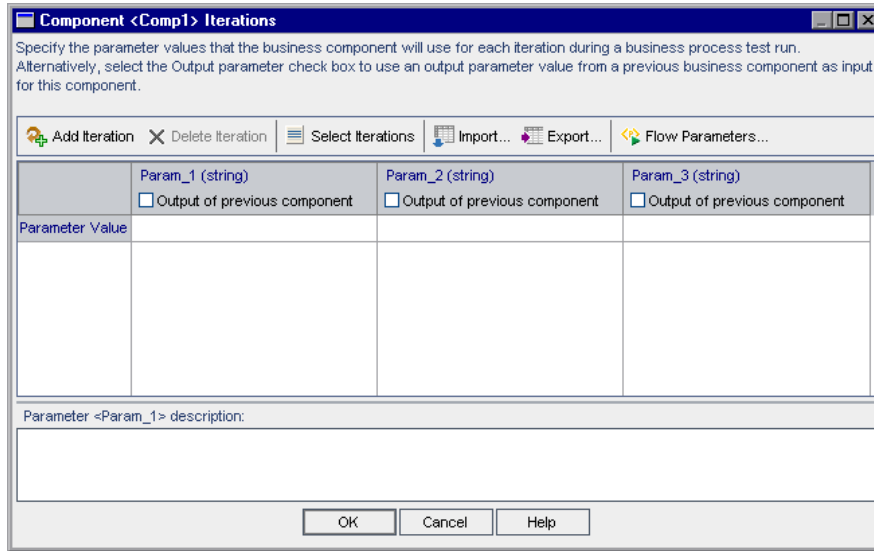 Component <Comp1> Iterations
Specify the parameter values that the business component will use for each iteration during a business process test run.
Alternatively, select the Output parameter check box to use an output parameter value from a previous business component as input
for this component.
Add Iteration Delete Iteration Select Iterations Import... Export... Flow Parameters...
Param_1 (string) Param_2 (string) Param_3 (string)
Output of previous component Output of previous component Output of previous component
Parameter Value
Parameter <Param_1> description:
OK Cancel Help